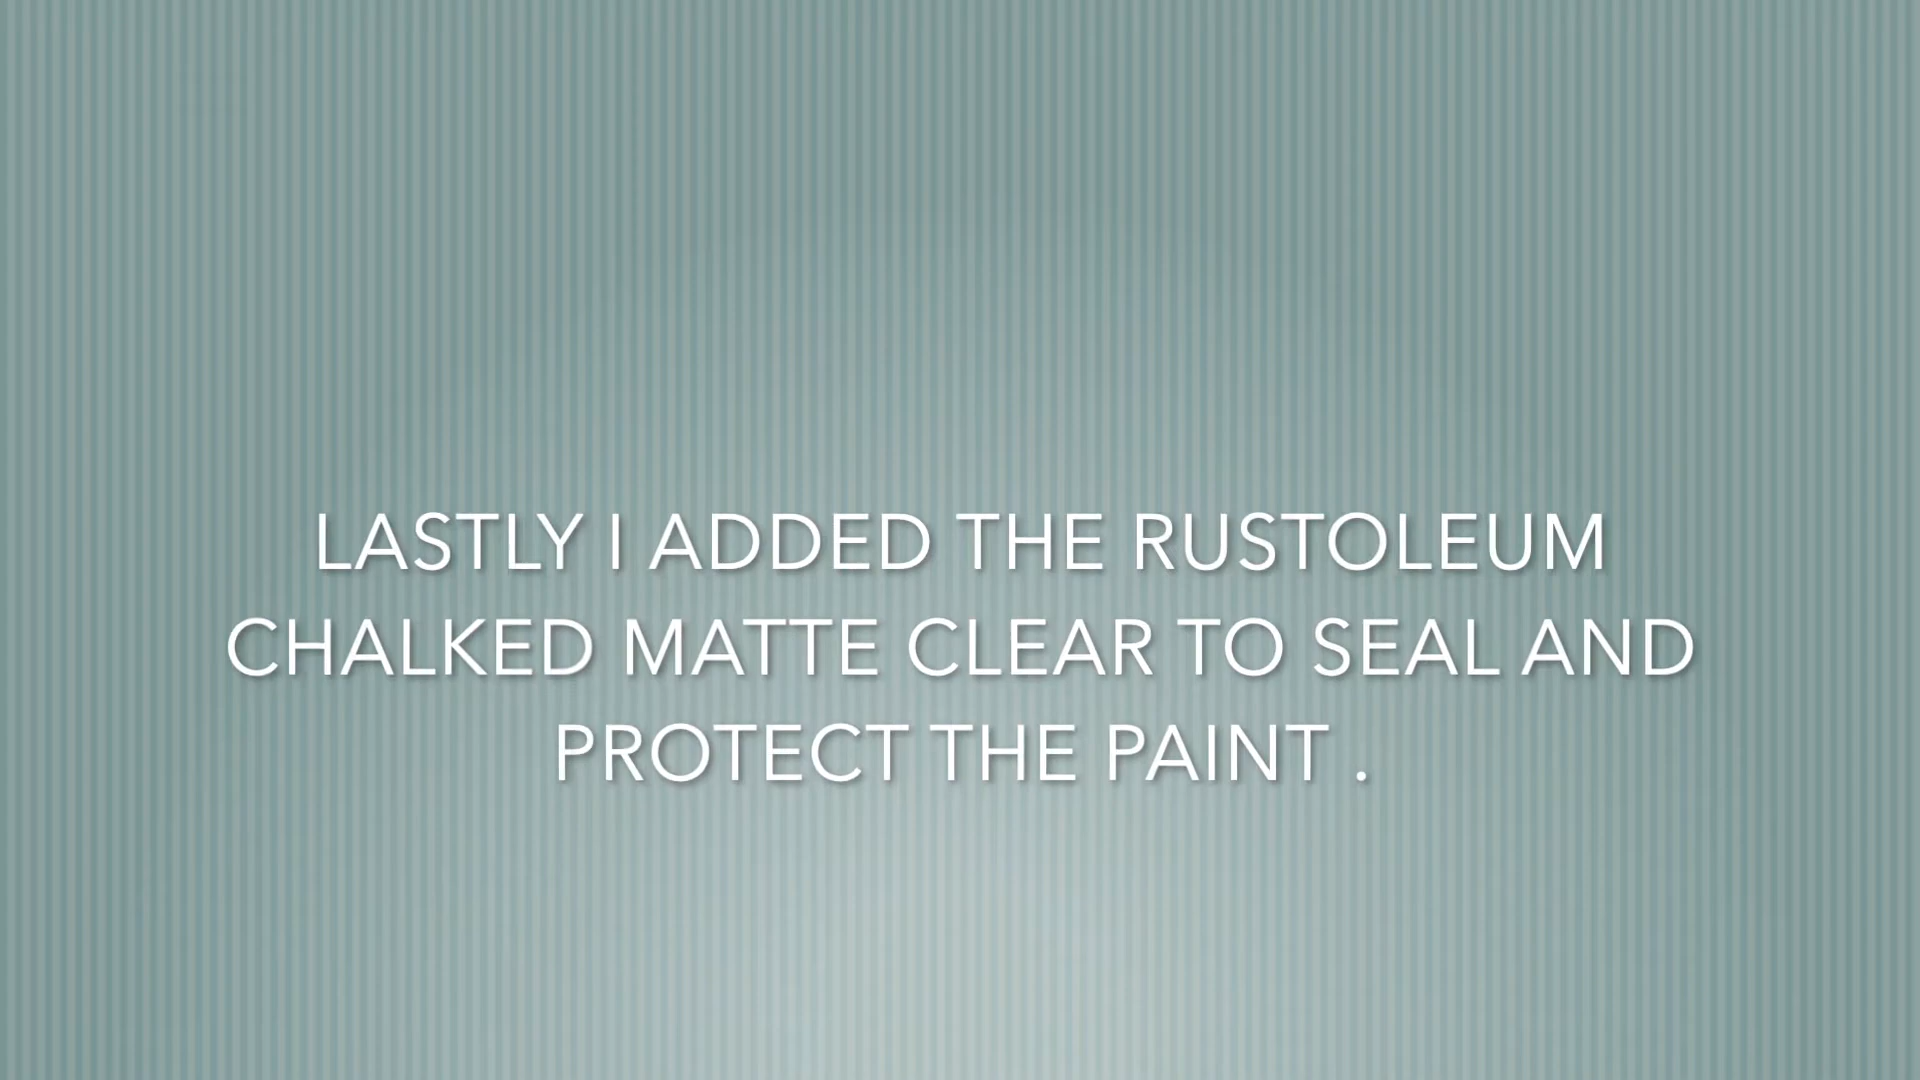 LASTLY I ADDED THE RUSTOLEUM
CHALKED MATTE CLEAR TO SEAL AND
PROTECT THE PAINT .